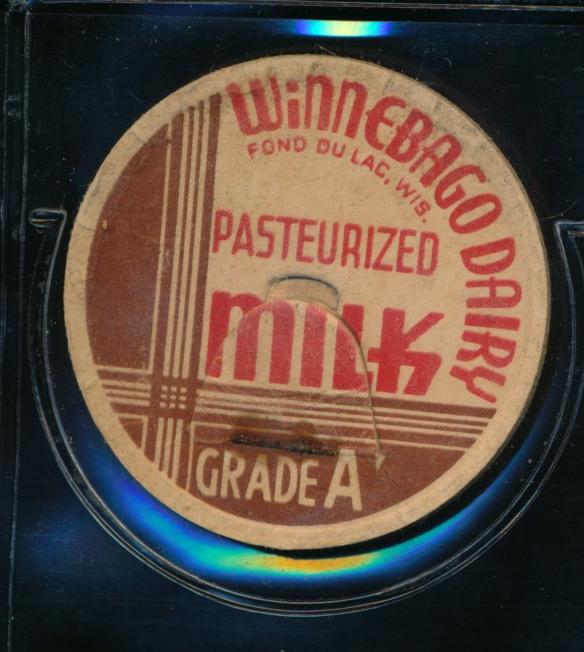 WiNNEBAGO DAIRY
FOND DU LAC, WIS.
PASTEURIZED
MILK
GRADE A